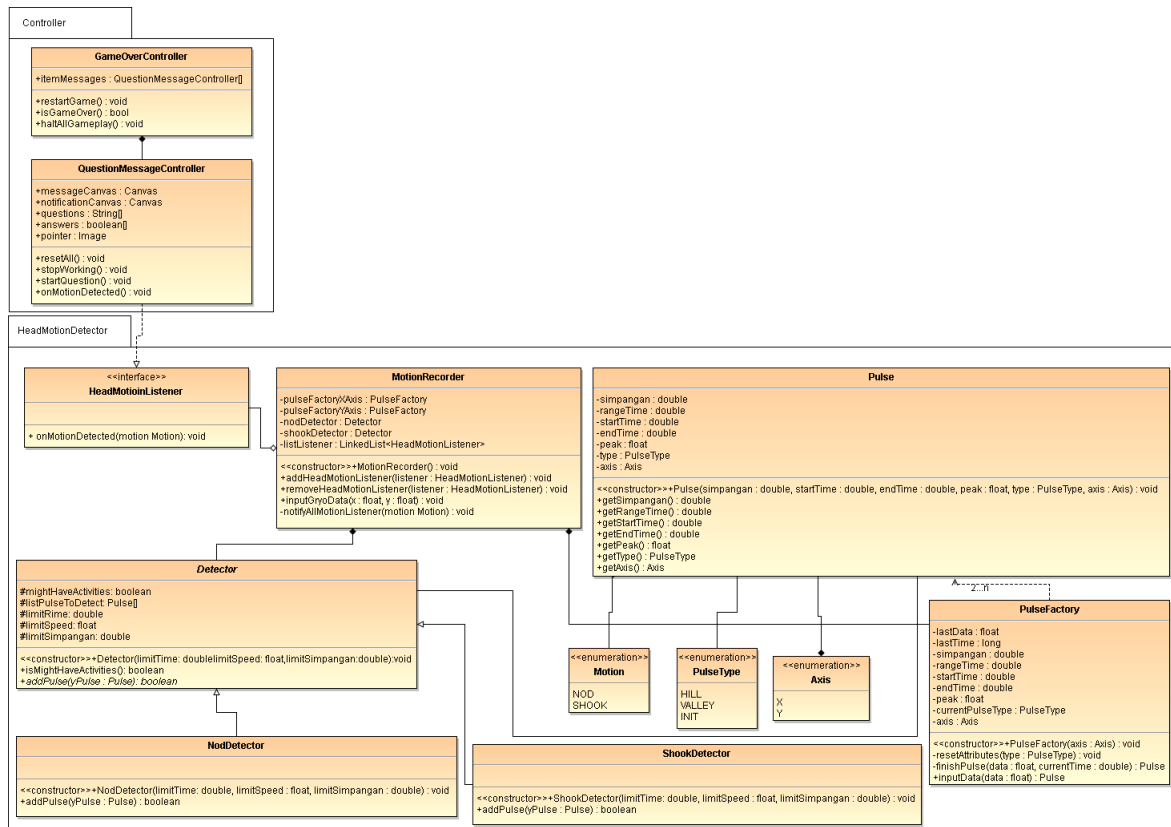 Controller
GameOverController
+itemMessages : QuestionMessageController[]
+restartGame() : void
+isGameOver() : bool
+haltAllGameplay() : void
QuestionMessageController
+messageCanvas : Canvas
+notificationCanvas : Canvas
+questions : String[]
+answers : boolean[]
+pointer : Image
+resetAll() : void
+stopWorking() : void
+startQuestion() : void
+onMotionDetected() : void
HeadMotionDetector
<<interface>>
HeadMotioinListener
+ onMotionDetected(motion Motion): void
MotionRecorder
-pulseFactoryXAxis : PulseFactory
-pulseFactoryYAxis : PulseFactory
-nodDetector : Detector
-shookDetector : Detector
-listListener : LinkedList<HeadMotionListener>
<<constructor>>+MotionRecorder() : void
+addHeadMotionListener(listener : HeadMotionListener) : void
+removeHeadMotionListener(listener : HeadMotionListener) : void
+inputGryoData(x : float, y : float) : void
-notifyAllMotionListener(motion Motion) : void
Pulse
-simpangan : double
-rangeTime : double
-startTime : double
-endTime : double
-peak : float
-type : PulseType
-axis : Axis
<<constructor>>+Pulse(simpangan : double, startTime : double, endTime : double, peak : float, type : PulseType, axis : Axis) : void
+getSimpangan() : double
+getRangeTime() : double
+getStartTime() : double
+getEndTime() : double
+getPeak() : float
+getType() : PulseType
+getAxis() : Axis
Detector
#mightHaveActivities: boolean
#listPulseToDetect: Pulse[]
#limitRime: double
#limitSpeed: float
#limitSimpangan: double
<<constructor>>+Detector(limitTime: doublelimitSpeed: float,limitSimpangan:double):void
+isMightHaveActivities(): boolean
+addPulse(yPulse : Pulse): boolean
2...n
<<enumeration>>
Motion
NOD
SHOOK
<<enumeration>>
PulseType
HILL
VALLEY
INIT
<<enumeration>>
Axis
X
Y
PulseFactory
-lastData : float
-lastTime : long
-simpangan : double
-rangeTime : double
-startTime : double
-endTime : double
-peak : float
-currentPulseType : PulseType
-axis : Axis
<<constructor>>+PulseFactory(axis : Axis) : void
-resetAttributes(type : PulseType) : void
-finishPulse(data : float, currentTime : double) : Pulse
+inputData(data : float) : Pulse
NodDetector
<<constructor>>+NodDetector(limitTime: double, limitSpeed : float, limitSimpangan : double) : void
+addPulse(yPulse : Pulse) : boolean
ShookDetector
<<constructor>>+ShookDetector(limitTime: double, limitSpeed : float, limitSimpangan : double) : void
+addPulse(yPulse : Pulse) : boolean